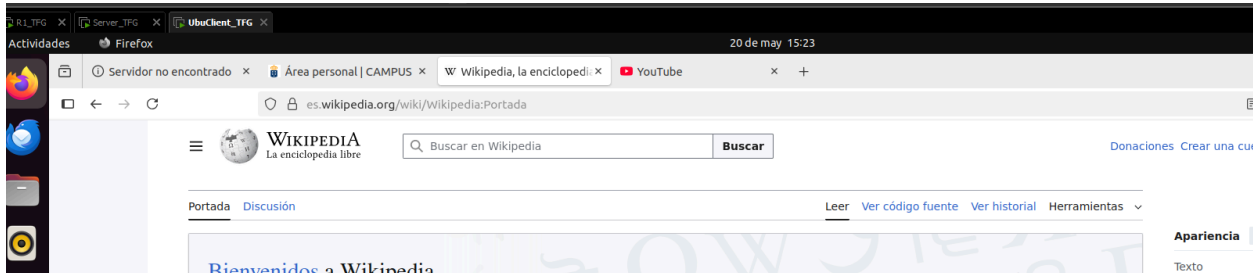 R1_TFG Server_TFG UbuClient_TFG
Actividades Firefox 20 de may 15:23
Servidor no encontrado Área personal | CAMPUS W Wikipedia, la enciclopedi YouTube
es.wikipedia.org/wiki/Wikipedia:Portada
WIKIPEDIA
La enciclopedia libre
Buscar en Wikipedia Buscar
Donaciones Crear una cue
Portada Discusión Leer Ver código fuente Ver historial Herramientas
Apariencia
Bienvenidos a Wikipedia
Texto